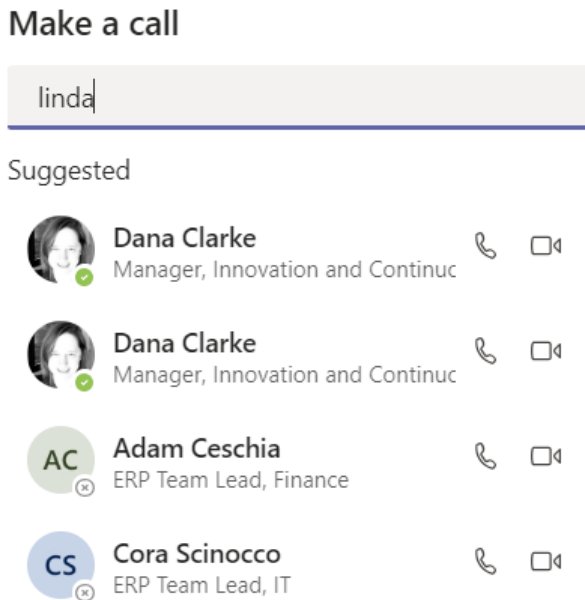 Make a call
linda
Suggested
Dana Clarke
Manager, Innovation and Continuc
Dana Clarke
Manager, Innovation and Continuc
AC
Adam Ceschia
ERP Team Lead, Finance
CS
Cora Scinocco
ERP Team Lead, IT